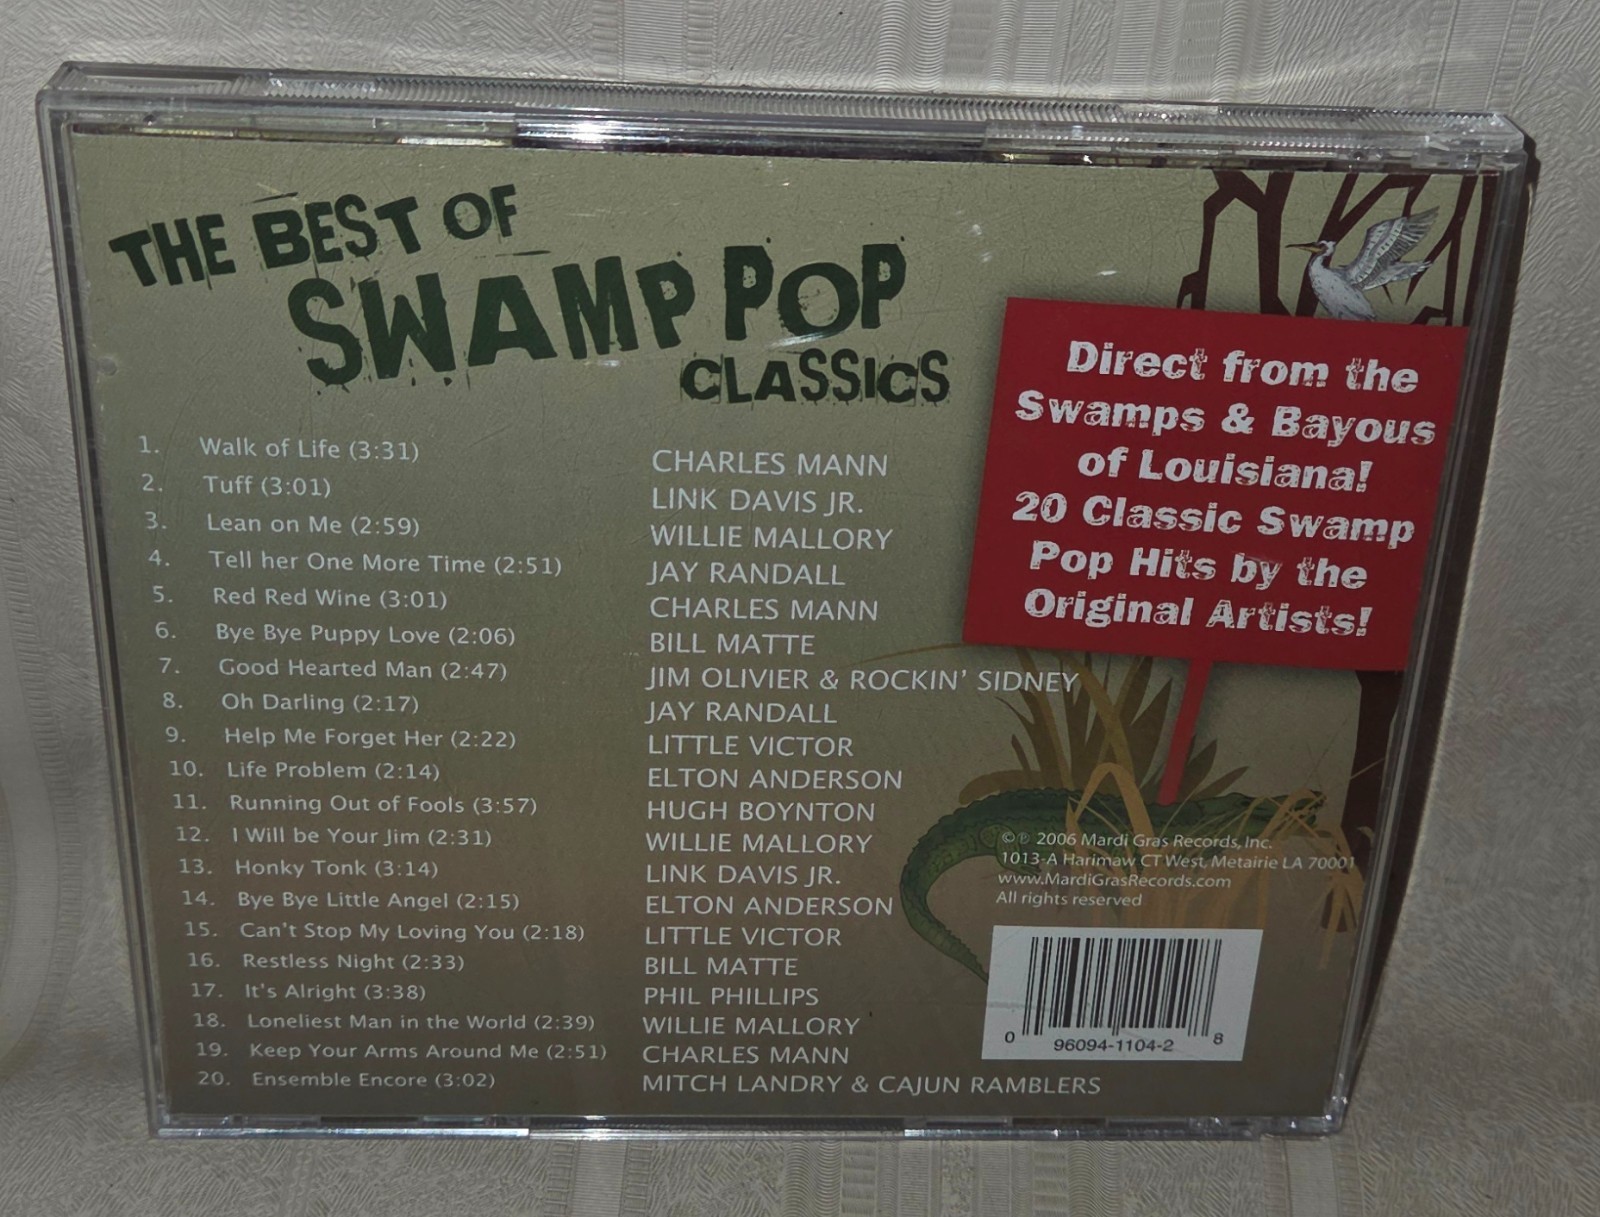 THE BEST OF
SWAMP POP
CLASSICS
1. Walk of Life (3:31) CHARLES MANN
2. Tuff (3:01) LINK DAVIS JR.
3. Lean on Me (2:59) WILLIE MALLORY
4. Tell her One More Time (2:51) JAY RANDALL
5. Red Red Wine (3:01) CHARLES MANN
6. Bye Bye Puppy Love (2:06) BILL MATTE
7. Good Hearted Man (2:47) JIM OLIVIER & ROCKIN' SIDNEY
8. Oh Darling (2:17) JAY RANDALL
9. Help Me Forget Her (2:22) LITTLE VICTOR
10. Life Problem (2:14) ELTON ANDERSON
11. Running Out of Fools (3:57) HUGH BOYNTON
12. I Will be Your Jim (2:31) WILLIE MALLORY
13. Honky Tonk (3:14) LINK DAVIS JR.
14. Bye Bye Little Angel (2:15) ELTON ANDERSON
15. Can't Stop My Loving You (2:18) LITTLE VICTOR
16. Restless Night (2:33) BILL MATTE
17. It's Alright (3:38) PHIL PHILLIPS
18. Loneliest Man in the World (2:39) WILLIE MALLORY
19. Keep Your Arms Around Me (2:51) CHARLES MANN
20. Ensemble Encore (3:02) MITCH LANDRY & CAJUN RAMBLERS
Direct from the
Swamps & Bayous
of Louisiana!
20 Classic Swamp
Pop Hits by the
Original Artists!
©℗ 2006 Mardi Gras Records, Inc.
1013-A Harimaw CT West, Metairie LA 70001
www.MardiGrasRecords.com
All rights reserved
0 96094-1104-2 8